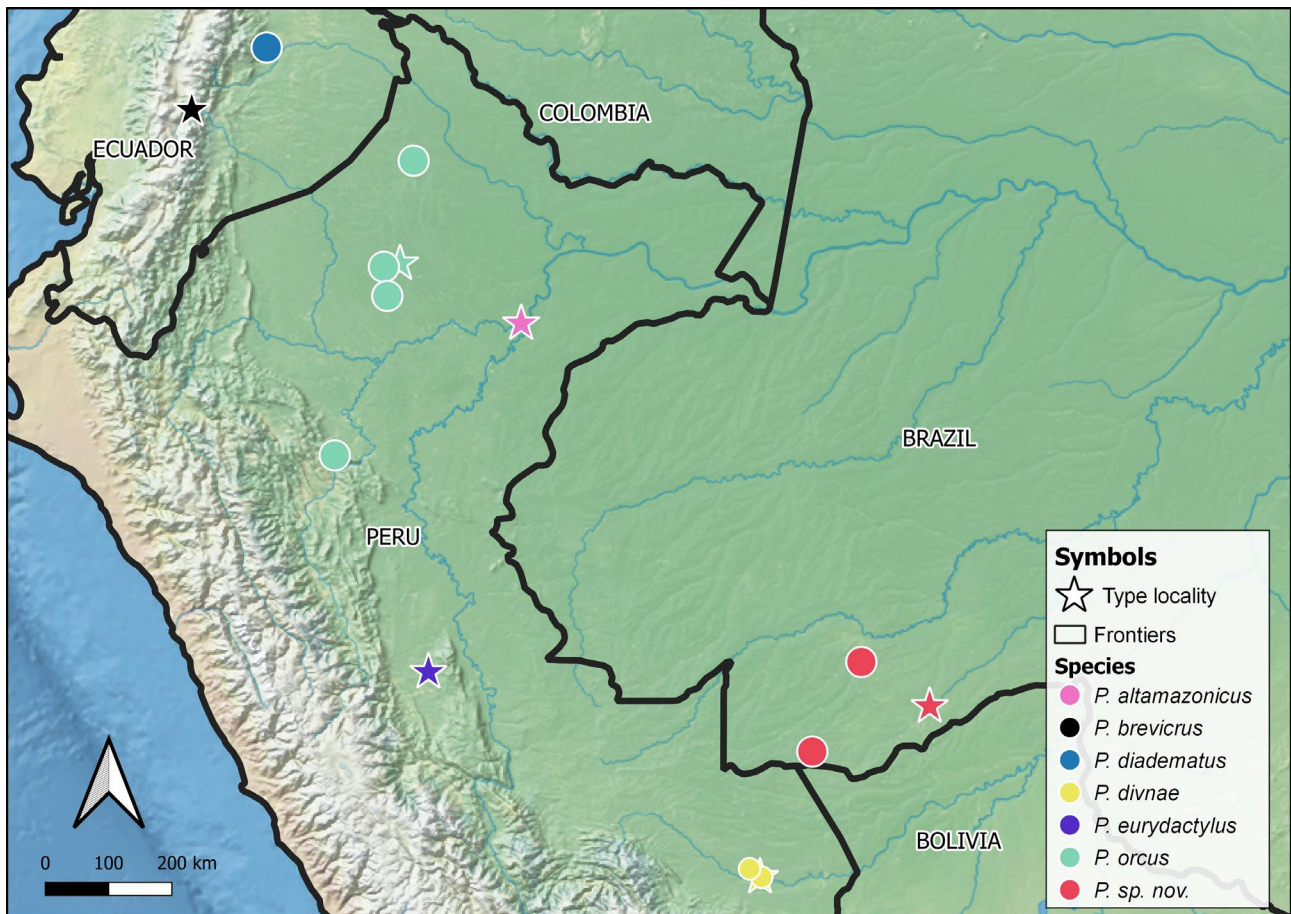 COLOMBIA
ECUADOR
BRAZIL
PERU
BOLIVIA
0 100 200 km
Symbols
Type locality
Frontiers
Species
P. altamazonicus
P. brevicrus
P. diadematus
P. divnae
P. eurydactylus
P. orcus
P. sp. nov.